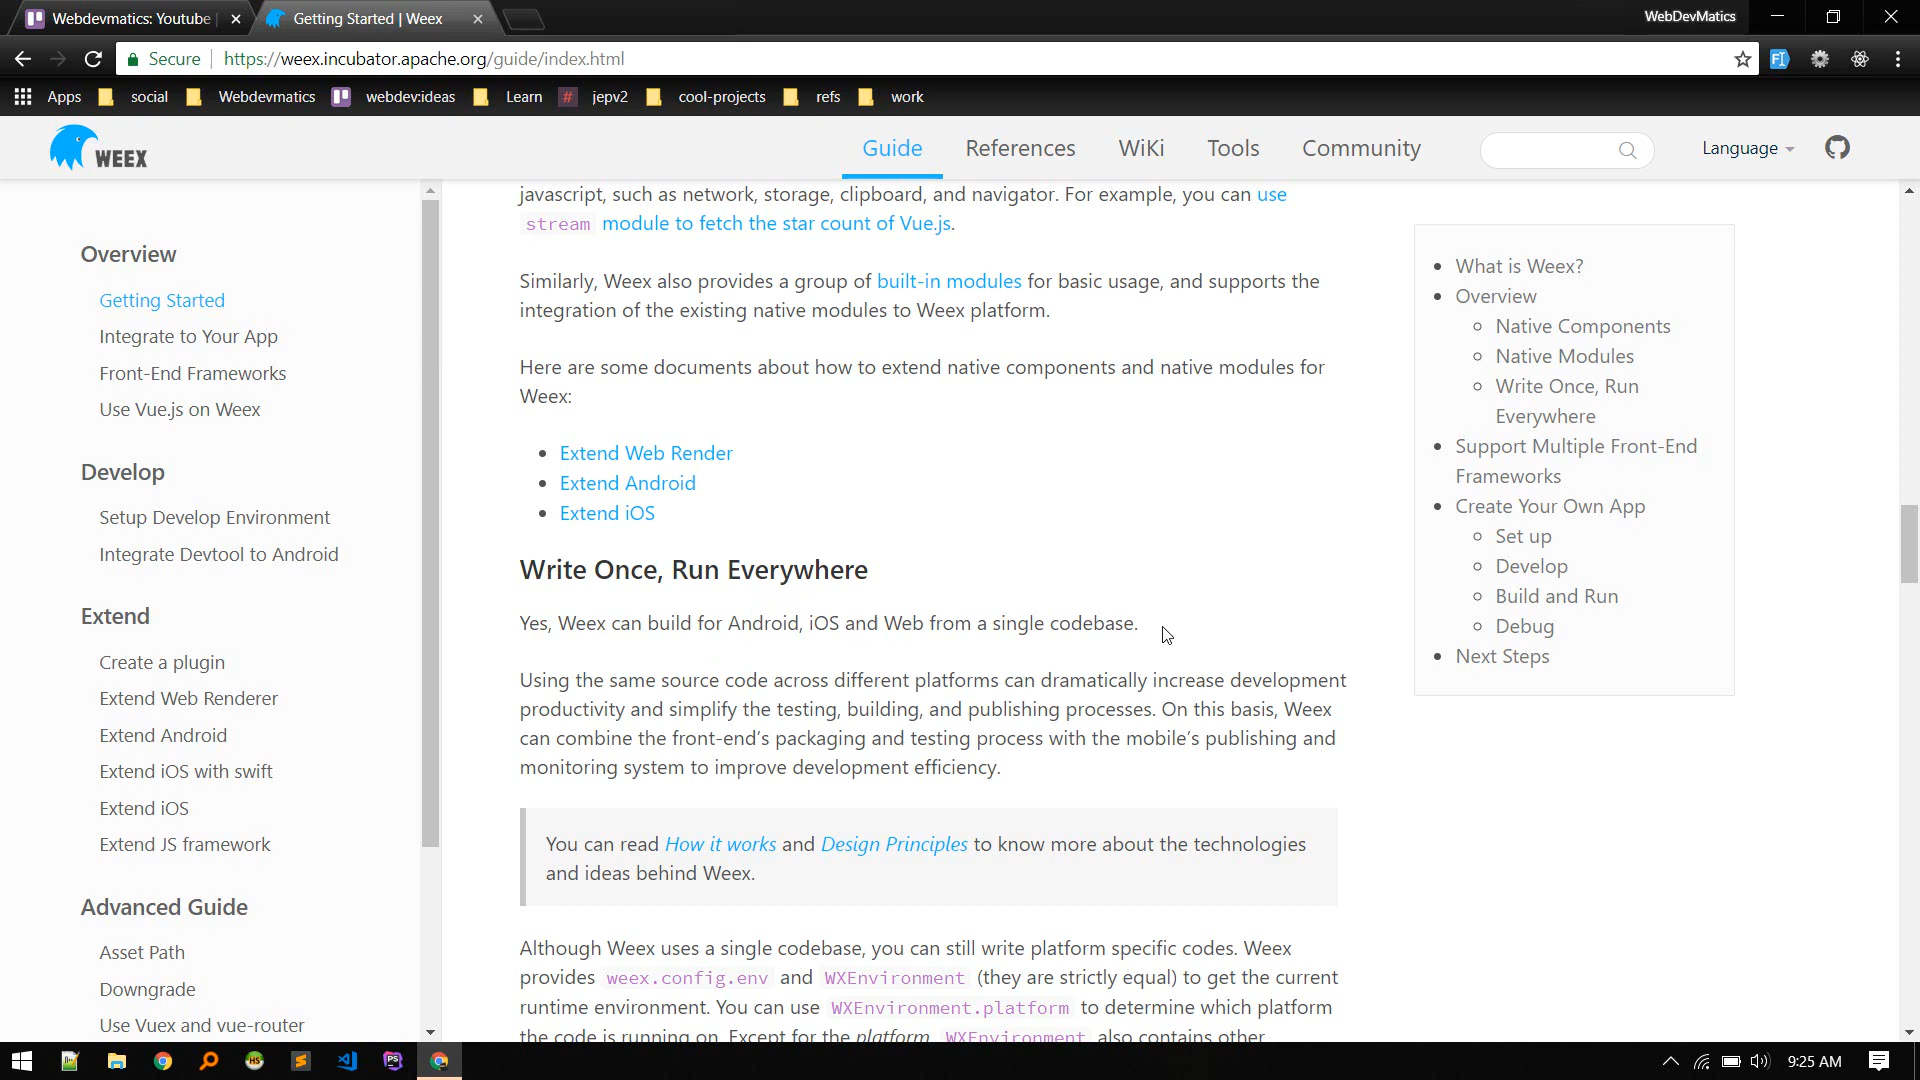 Webdevmatics: Youtube
Getting Started | Weex
WebDevMatics
Secure
https://weex.incubator.apache.org/guide/index.html
Apps
social
Webdevmatics
webdev:ideas
Learn
#
jepv2
cool-projects
refs
work
WEEX
Guide
References
WiKi
Tools
Community
Language
Overview
Getting Started
Integrate to Your App
Front-End Frameworks
Use Vue.js on Weex
Develop
Setup Develop Environment
Integrate Devtool to Android
Extend
Create a plugin
Extend Web Renderer
Extend Android
Extend iOS with swift
Extend iOS
Extend JS framework
Advanced Guide
Asset Path
Downgrade
Use Vuex and vue-router
javascript, such as network, storage, clipboard, and navigator. For example, you can use
stream module to fetch the star count of Vue.js.
Similarly, Weex also provides a group of built-in modules for basic usage, and supports the
integration of the existing native modules to Weex platform.
Here are some documents about how to extend native components and native modules for
Weex:
Extend Web Render
Extend Android
Extend iOS
Write Once, Run Everywhere
Yes, Weex can build for Android, iOS and Web from a single codebase.
Using the same source code across different platforms can dramatically increase development
productivity and simplify the testing, building, and publishing processes. On this basis, Weex
can combine the front-end’s packaging and testing process with the mobile’s publishing and
monitoring system to improve development efficiency.
You can read How it works and Design Principles to know more about the technologies
and ideas behind Weex.
Although Weex uses a single codebase, you can still write platform specific codes. Weex
provides weex.config.env and WXEnvironment (they are strictly equal) to get the current
runtime environment. You can use WXEnvironment.platform to determine which platform
the code is running on. Except for the platform, WXEnvironment also contains other
What is Weex?
Overview
Native Components
Native Modules
Write Once, Run
Everywhere
Support Multiple Front-End
Frameworks
Create Your Own App
Set up
Develop
Build and Run
Debug
Next Steps
9:25 AM